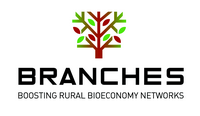 BRANCHES
BOOSTING RURAL BIOECONOMY NETWORKS